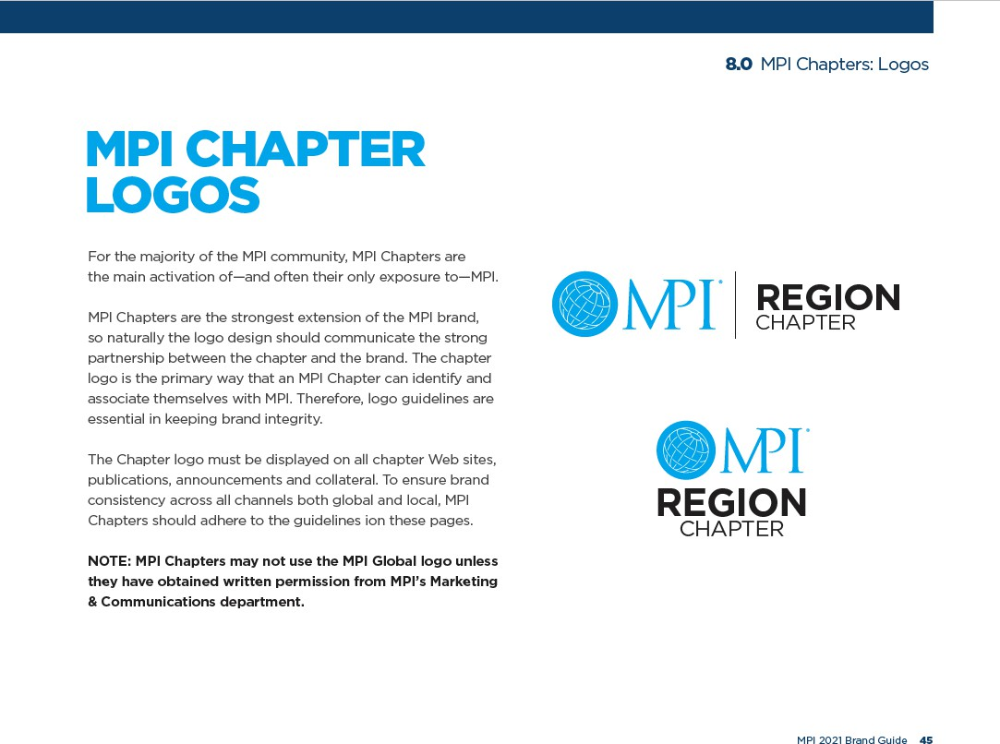 8.0 MPI Chapters: Logos
MPI CHAPTER
LOGOS
For the majority of the MPI community, MPI Chapters are
the main activation of—and often their only exposure to—MPI.
MPI Chapters are the strongest extension of the MPI brand,
so naturally the logo design should communicate the strong
partnership between the chapter and the brand. The chapter
logo is the primary way that an MPI Chapter can identify and
associate themselves with MPI. Therefore, logo guidelines are
essential in keeping brand integrity.
The Chapter logo must be displayed on all chapter Web sites,
publications, announcements and collateral. To ensure brand
consistency across all channels both global and local, MPI
Chapters should adhere to the guidelines ion these pages.
NOTE: MPI Chapters may not use the MPI Global logo unless
they have obtained written permission from MPI's Marketing
& Communications department.
MPI® REGION
CHAPTER
MPI®
REGION
CHAPTER
MPI 2021 Brand Guide 45